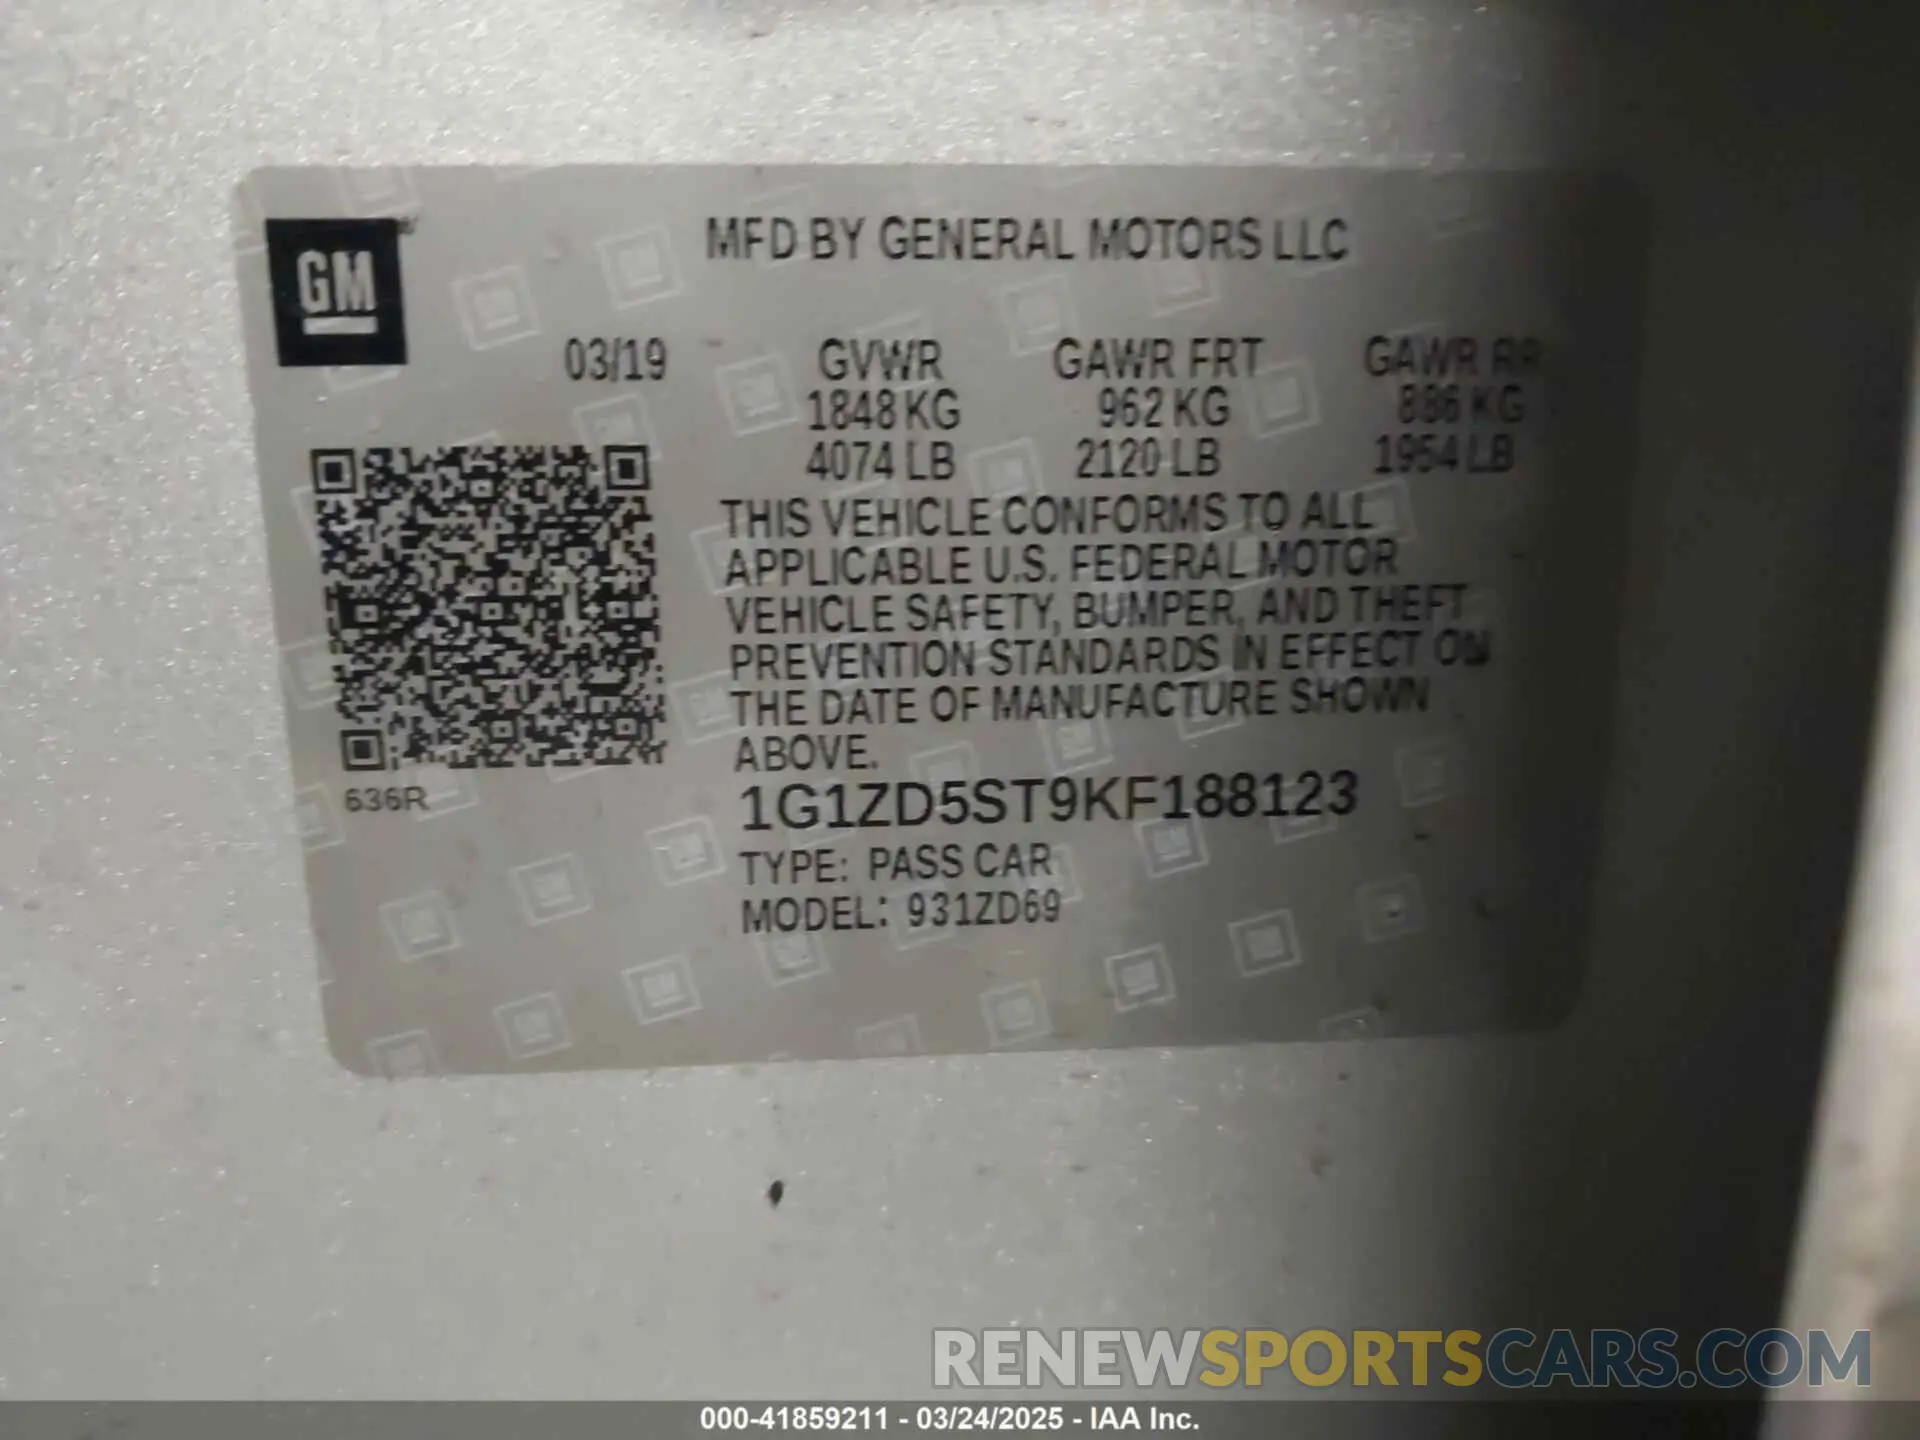 GM
MFD BY GENERAL MOTORS LLC
03/19 GVWR GAWR FRT GAWR RR
1848 KG 962 KG 886 KG
4074 LB 2120 LB 1954 LB
THIS VEHICLE CONFORMS TO ALL
APPLICABLE U.S. FEDERAL MOTOR
VEHICLE SAFETY, BUMPER, AND THEFT
PREVENTION STANDARDS IN EFFECT ON
THE DATE OF MANUFACTURE SHOWN
ABOVE.
636R
1G1ZD5ST9KF188123
TYPE: PASS CAR
MODEL: 931ZD69
RENEWSPORTSCARS.COM
000-41859211 - 03/24/2025 - IAA Inc.